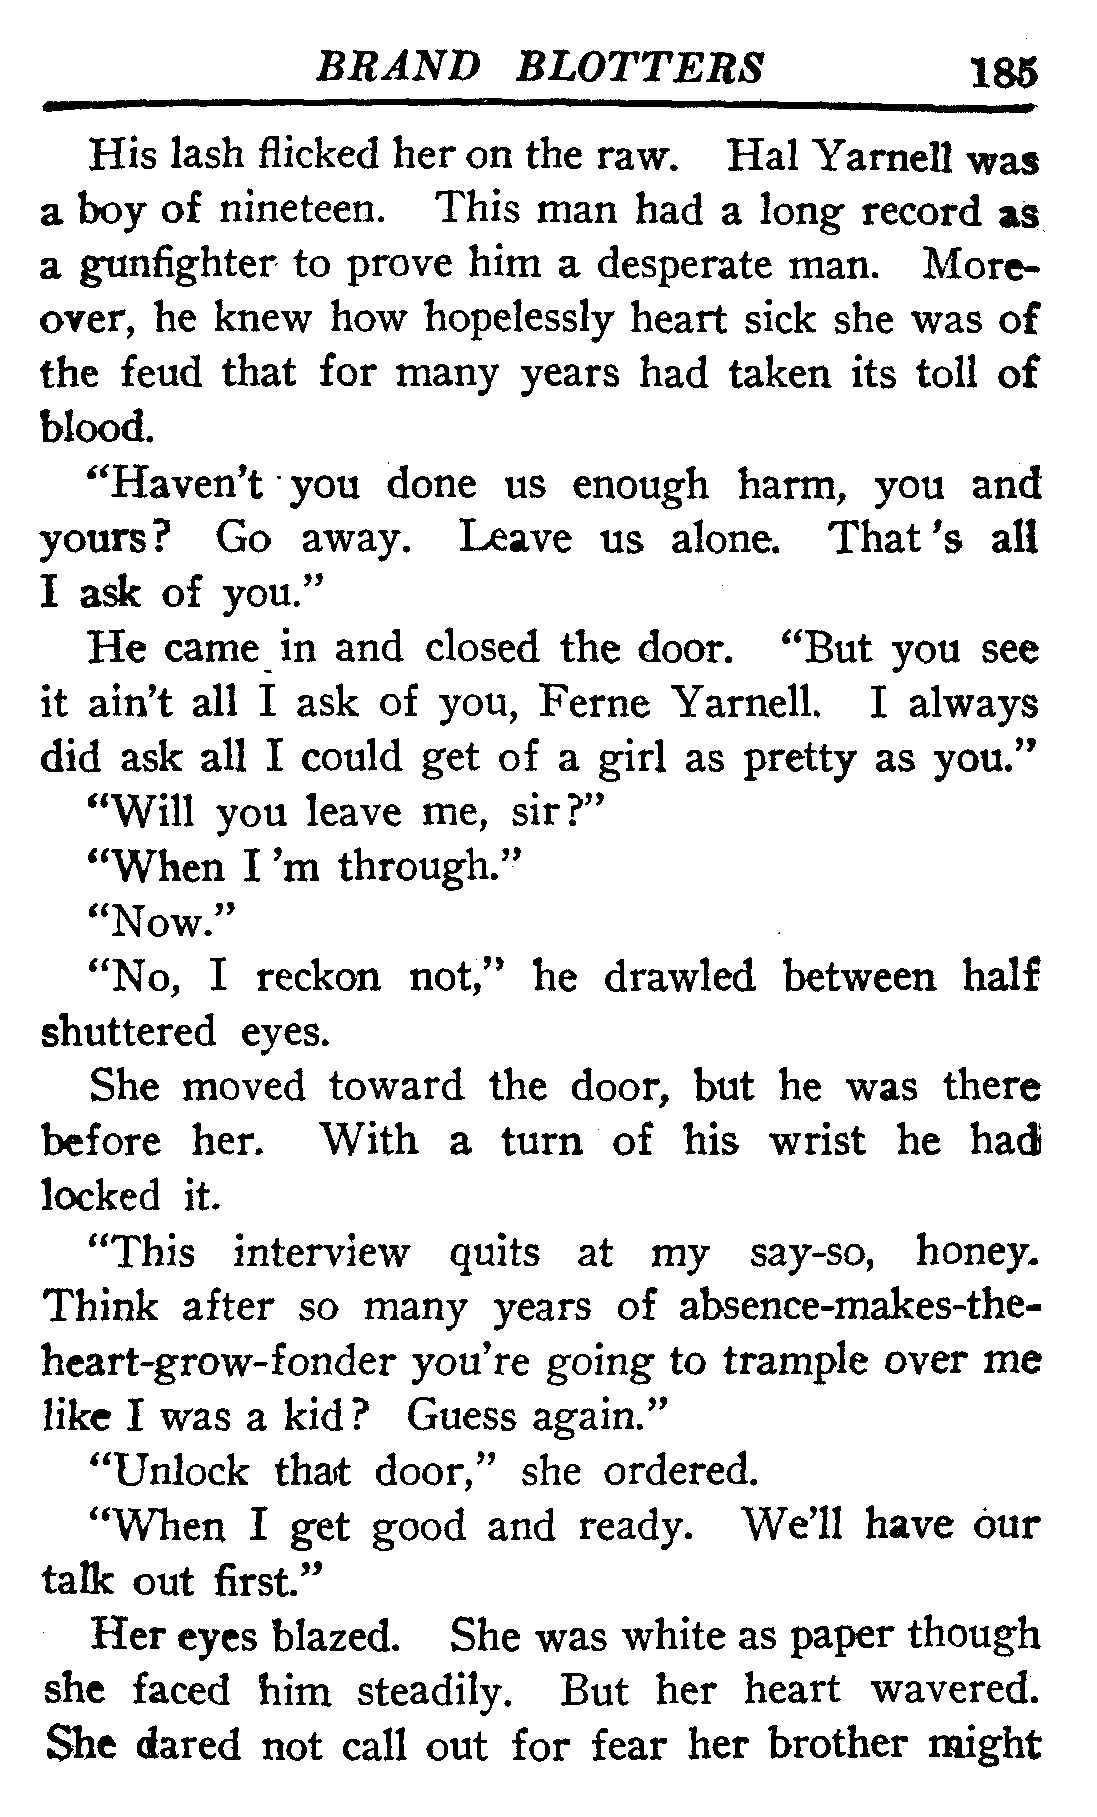 BRAND BLOTTERS 185
His lash flicked her on the raw. Hal Yarnell was
a boy of nineteen. This man had a long record as
a gunfighter to prove him a desperate man. More-
over, he knew how hopelessly heart sick she was of
the feud that for many years had taken its toll of
blood.
“Haven't you done us enough harm, you and
yours? Go away. Leave us alone. That 's all
I ask of you.”
He came in and closed the door. “But you see
it ain't all I ask of you, Ferne Yarnell. I always
did ask all I could get of a girl as pretty as you.”
“Will you leave me, sir?”
“When I 'm through.”
“Now.”
“No, I reckon not,” he drawled between half
shuttered eyes.
She moved toward the door, but he was there
before her. With a turn of his wrist he had
locked it.
“This interview quits at my say-so, honey.
Think after so many years of absence-makes-the-
heart-grow-fonder you're going to trample over me
like I was a kid? Guess again.”
“Unlock that door,” she ordered.
“When I get good and ready. We'll have our
talk out first.”
Her eyes blazed. She was white as paper though
she faced him steadily. But her heart wavered.
She dared not call out for fear her brother might